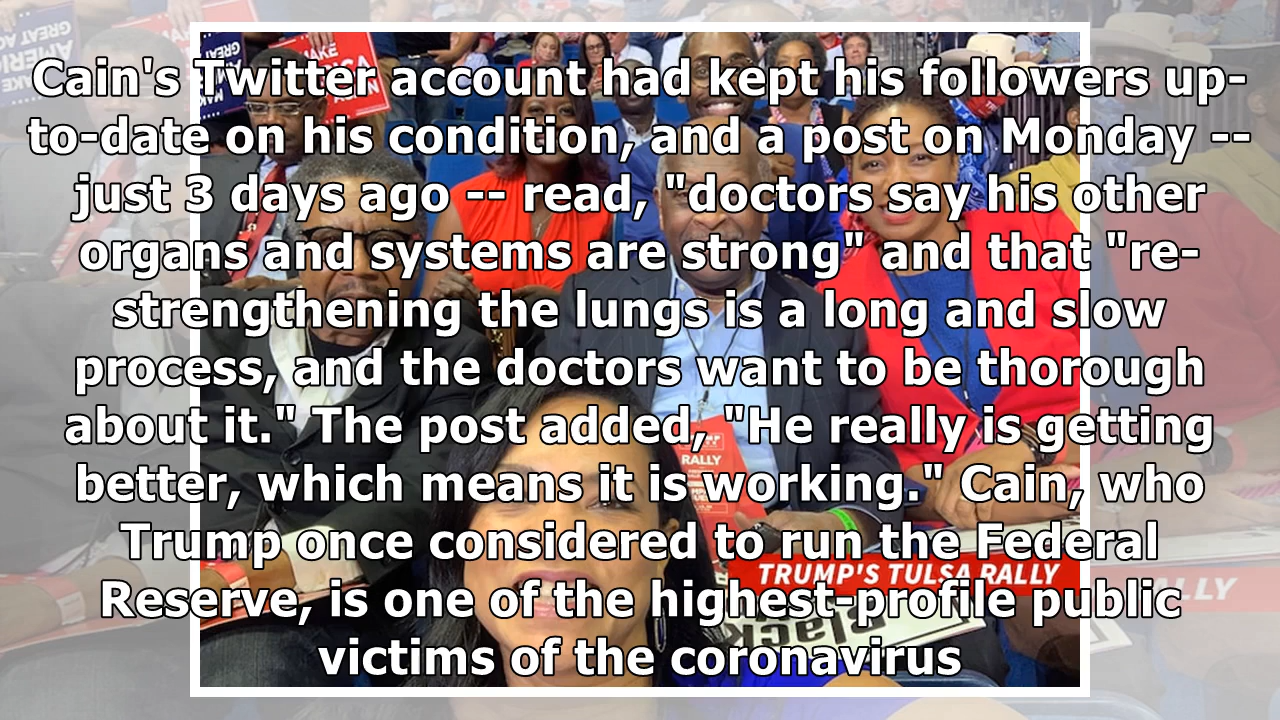 Cain's Twitter account had kept his followers up-
to-date on his condition, and a post on Monday --
just 3 days ago -- read, "doctors say his other
organs and systems are strong" and that "re-
strengthening the lungs is a long and slow
process, and the doctors want to be thorough
about it." The post added, "He really is getting
better, which means it is working." Cain, who
Trump once considered to run the Federal
Reserve, is one of the highest-profile public
victims of the coronavirus
TRUMP'S TULSA RALLY
RALLY
Black